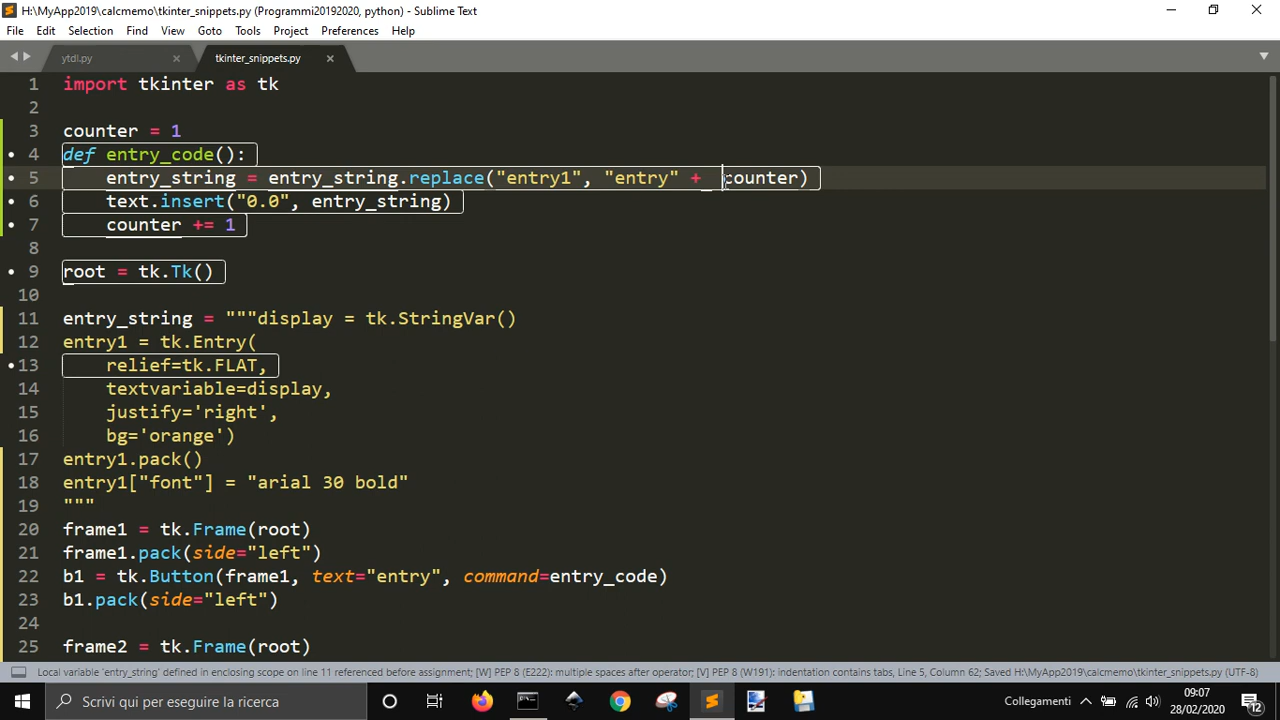 H:\MyApp2019\calcmemo\tkinter_snippets.py (Programmi20192020, python) - Sublime Text
File Edit Selection Find View Goto Tools Project Preferences Help
ytdl.py × tkinter_snippets.py ×
1 import tkinter as tk
2
3 counter = 1
4 def entry_code():
5 entry_string = entry_string.replace("entry1", "entry" + counter)
6 text.insert("0.0", entry_string)
7 counter += 1
8
9 root = tk.Tk()
10
11 entry_string = """display = tk.StringVar()
12 entry1 = tk.Entry(
13 relief=tk.FLAT,
14 textvariable=display,
15 justify='right',
16 bg='orange')
17 entry1.pack()
18 entry1["font"] = "arial 30 bold"
19 """
20 frame1 = tk.Frame(root)
21 frame1.pack(side="left")
22 b1 = tk.Button(frame1, text="entry", command=entry_code)
23 b1.pack(side="left")
24
25 frame2 = tk.Frame(root)
Local variable 'entry_string' defined in enclosing scope on line 11 referenced before assignment; [W] PEP 8 (E222): multiple spaces after operator; [V] PEP 8 (W191): indentation contains tabs, Line 5, Column 62; Saved H:\MyApp2019\calcmemo\tkinter_snippets.py (UTF-8)
Scrivi qui per eseguire la ricerca
Collegamenti
09:07
28/02/2020
12